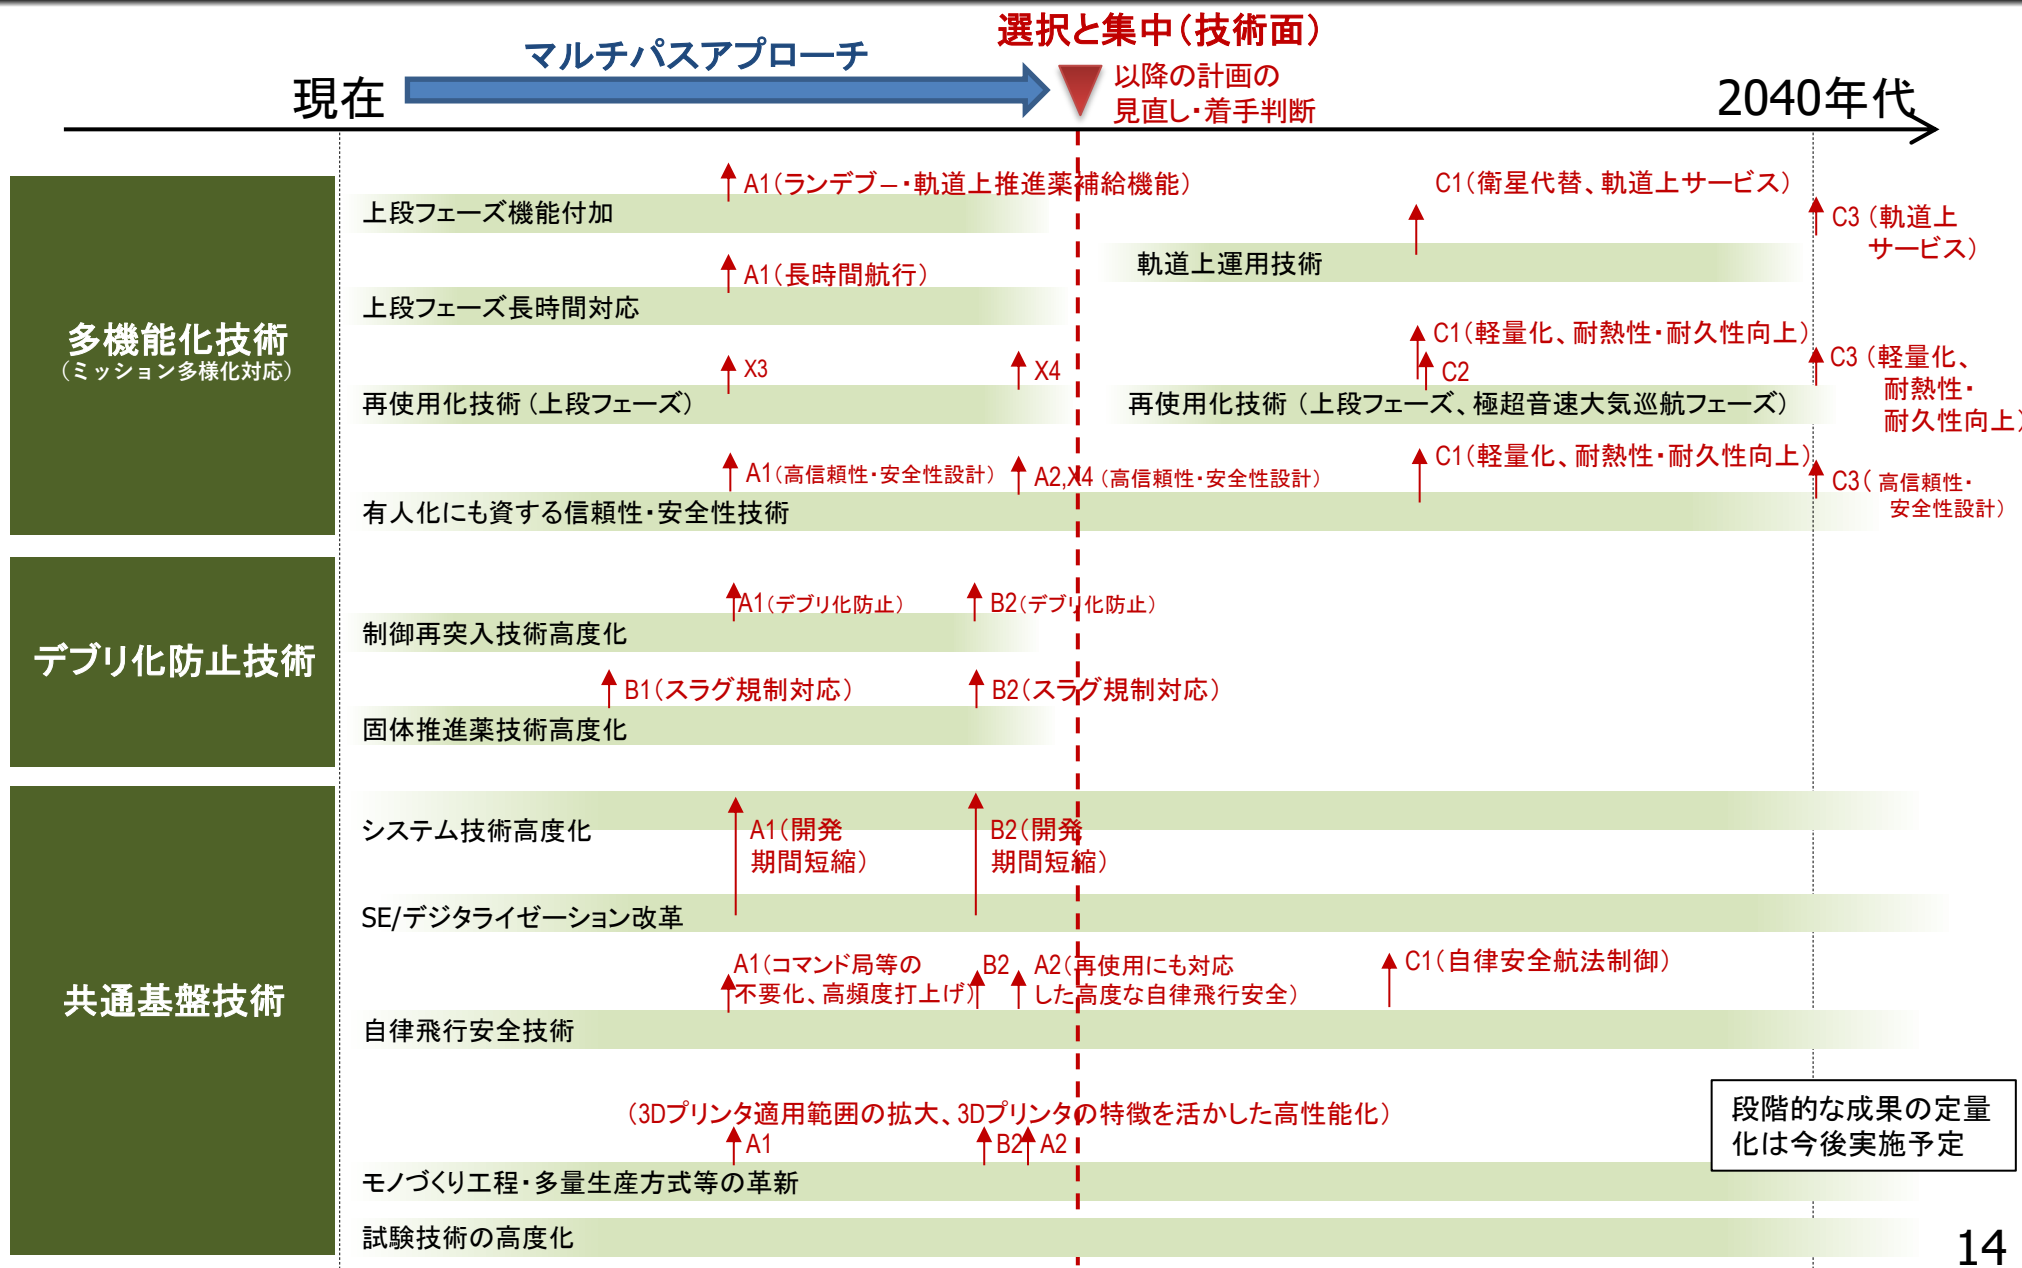 選択と集中（技術面）
マルチパスアプローチ
以降の計画の
見直し・着手判断
現在
2040年代
多機能化技術
（ミッション多様化対応）
A1（ランデブー・軌道上推進薬補給機能）
上段フェーズ機能付加
C1（衛星代替、軌道上サービス）
C3（軌道上
サービス）
軌道上運用技術
A1（長時間航行）
上段フェーズ長時間対応
X3
X4
再使用化技術（上段フェーズ）
C1（軽量化、耐熱性・耐久性向上）
C2
C3（軽量化、
耐熱性・
耐久性向上）
再使用化技術（上段フェーズ、極超音速大気巡航フェーズ）
A1（高信頼性・安全性設計）
A2,X4（高信頼性・安全性設計）
C1（軽量化、耐熱性・耐久性向上）
C3（高信頼性・
安全性設計）
有人化にも資する信頼性・安全性技術
デブリ化防止技術
A1（デブリ化防止）
B2（デブリ化防止）
制御再突入技術高度化
B1（スラグ規制対応）
B2（スラグ規制対応）
固体推進薬技術高度化
共通基盤技術
システム技術高度化
A1（開発
期間短縮）
B2（開発
期間短縮）
SE/デジタライゼーション改革
A1（コマンド局等の
不要化、高頻度打上げ）
B2
A2（再使用にも対応
した高度な自律飛行安全）
C1（自律安全航法制御）
自律飛行安全技術
（3Dプリンタ適用範囲の拡大、3Dプリンタの特徴を活かした高性能化）
A1
B2
A2
モノづくり工程・多量生産方式等の革新
段階的な成果の定量
化は今後実施予定
試験技術の高度化
14